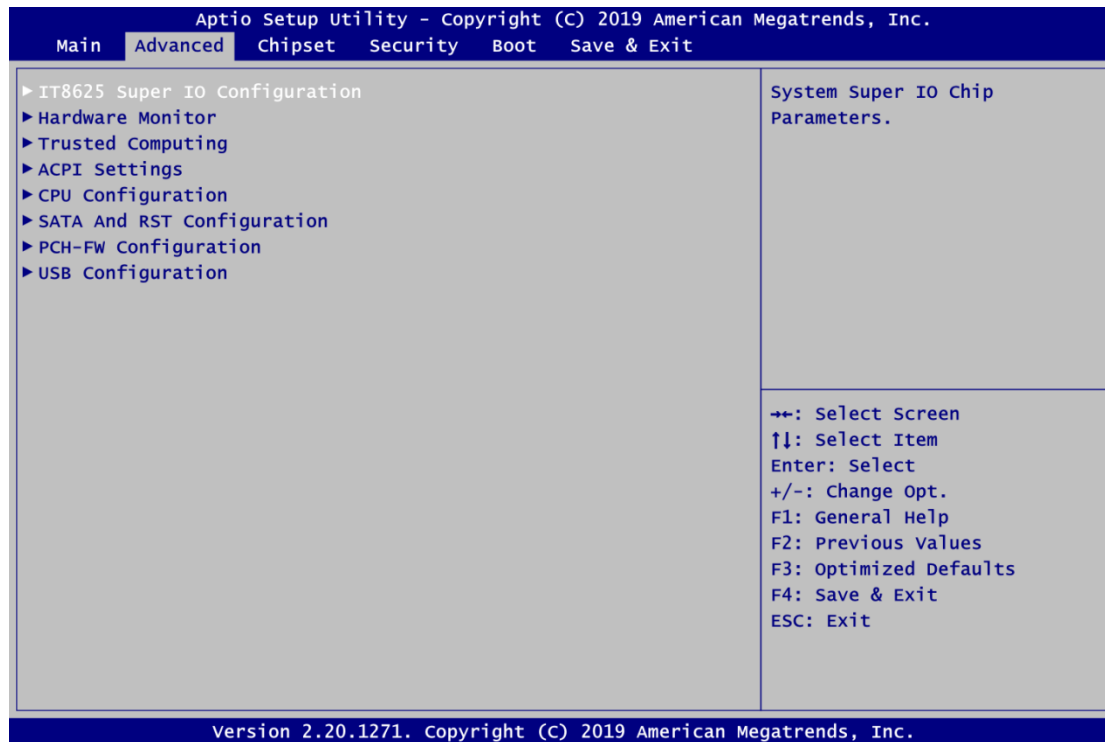 Aptio Setup Utility - Copyright (C) 2019 American Megatrends, Inc.
Main Advanced Chipset Security Boot Save & Exit
►IT8625 Super IO Configuration
►Hardware Monitor
►Trusted Computing
►ACPI Settings
►CPU Configuration
►SATA And RST Configuration
►PCH-FW Configuration
►USB Configuration
System Super IO Chip
Parameters.
→←: Select Screen
↑↓: Select Item
Enter: Select
+/-: Change Opt.
F1: General Help
F2: Previous Values
F3: Optimized Defaults
F4: Save & Exit
ESC: Exit
Version 2.20.1271. Copyright (C) 2019 American Megatrends, Inc.